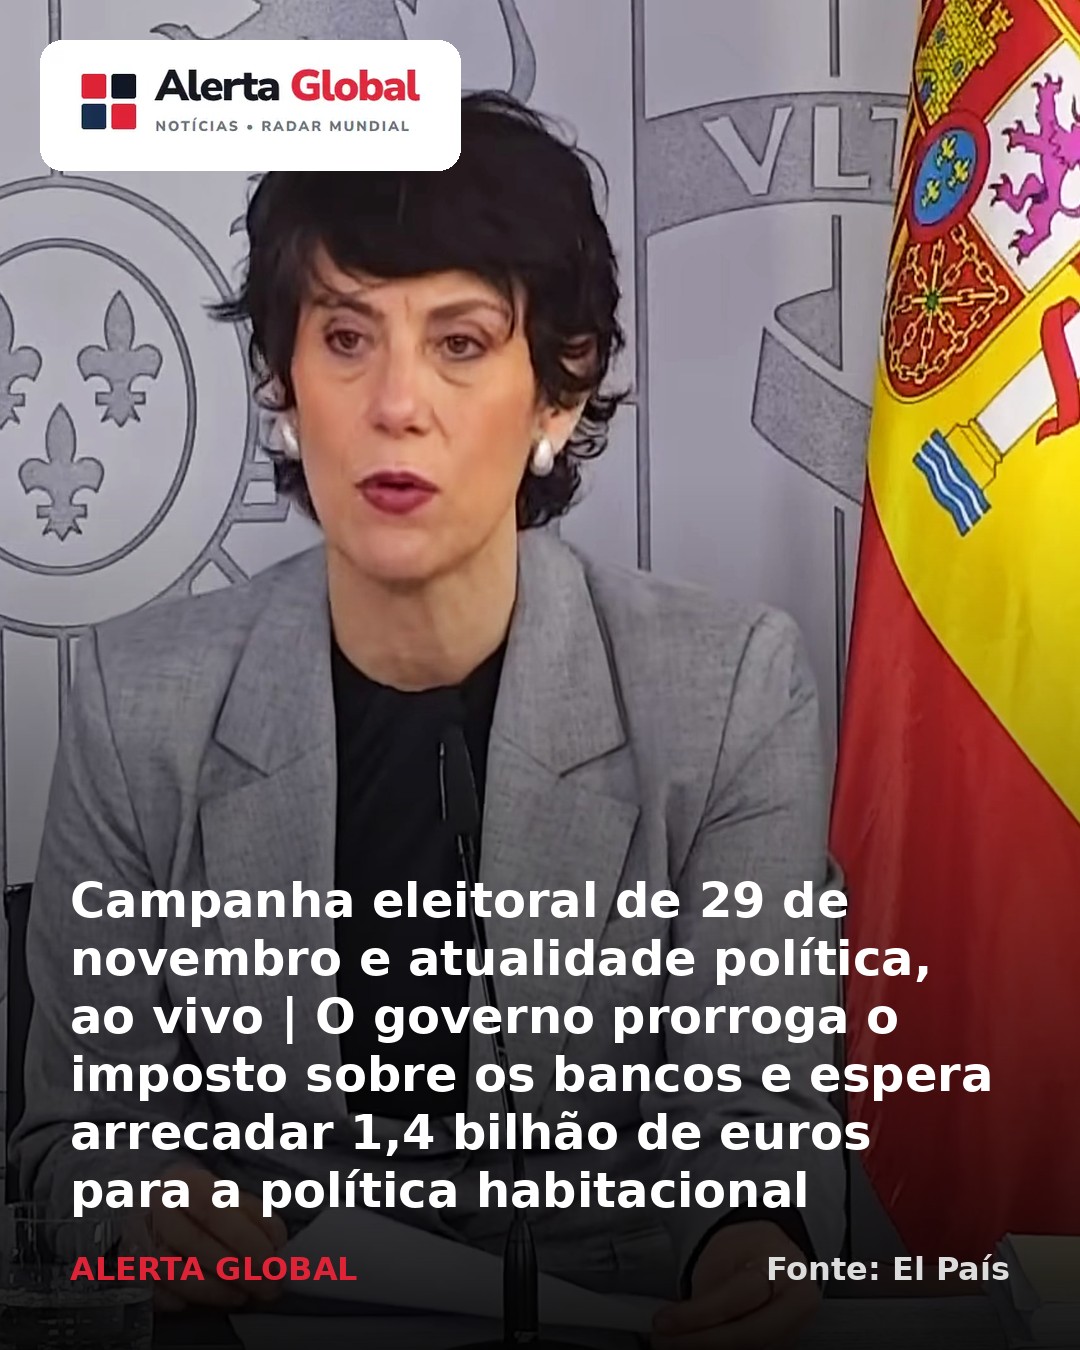 Alerta Global
NOTÍCIAS • RADAR MUNDIAL
VLT
Campanha eleitoral de 29 de
novembro e atualidade política,
ao vivo | O governo prorroga o
imposto sobre os bancos e espera
arrecadar 1,4 bilhão de euros
para a política habitacional
ALERTA GLOBAL
Fonte: El País